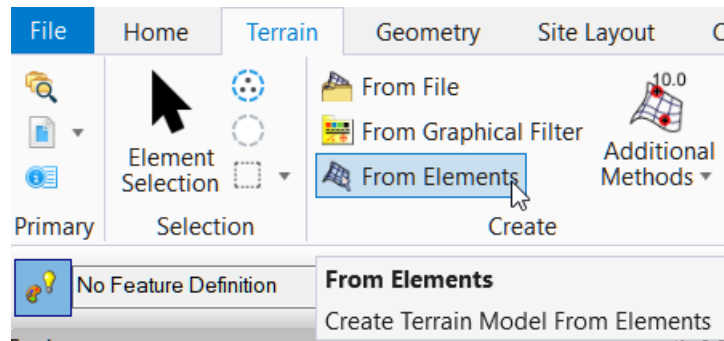 File Home Terrain Geometry Site Layout
From File
10.0
From Graphical Filter
Element
Selection
Additional
Methods
From Elements
Primary Selection Create
No Feature Definition
From Elements
Create Terrain Model From Elements